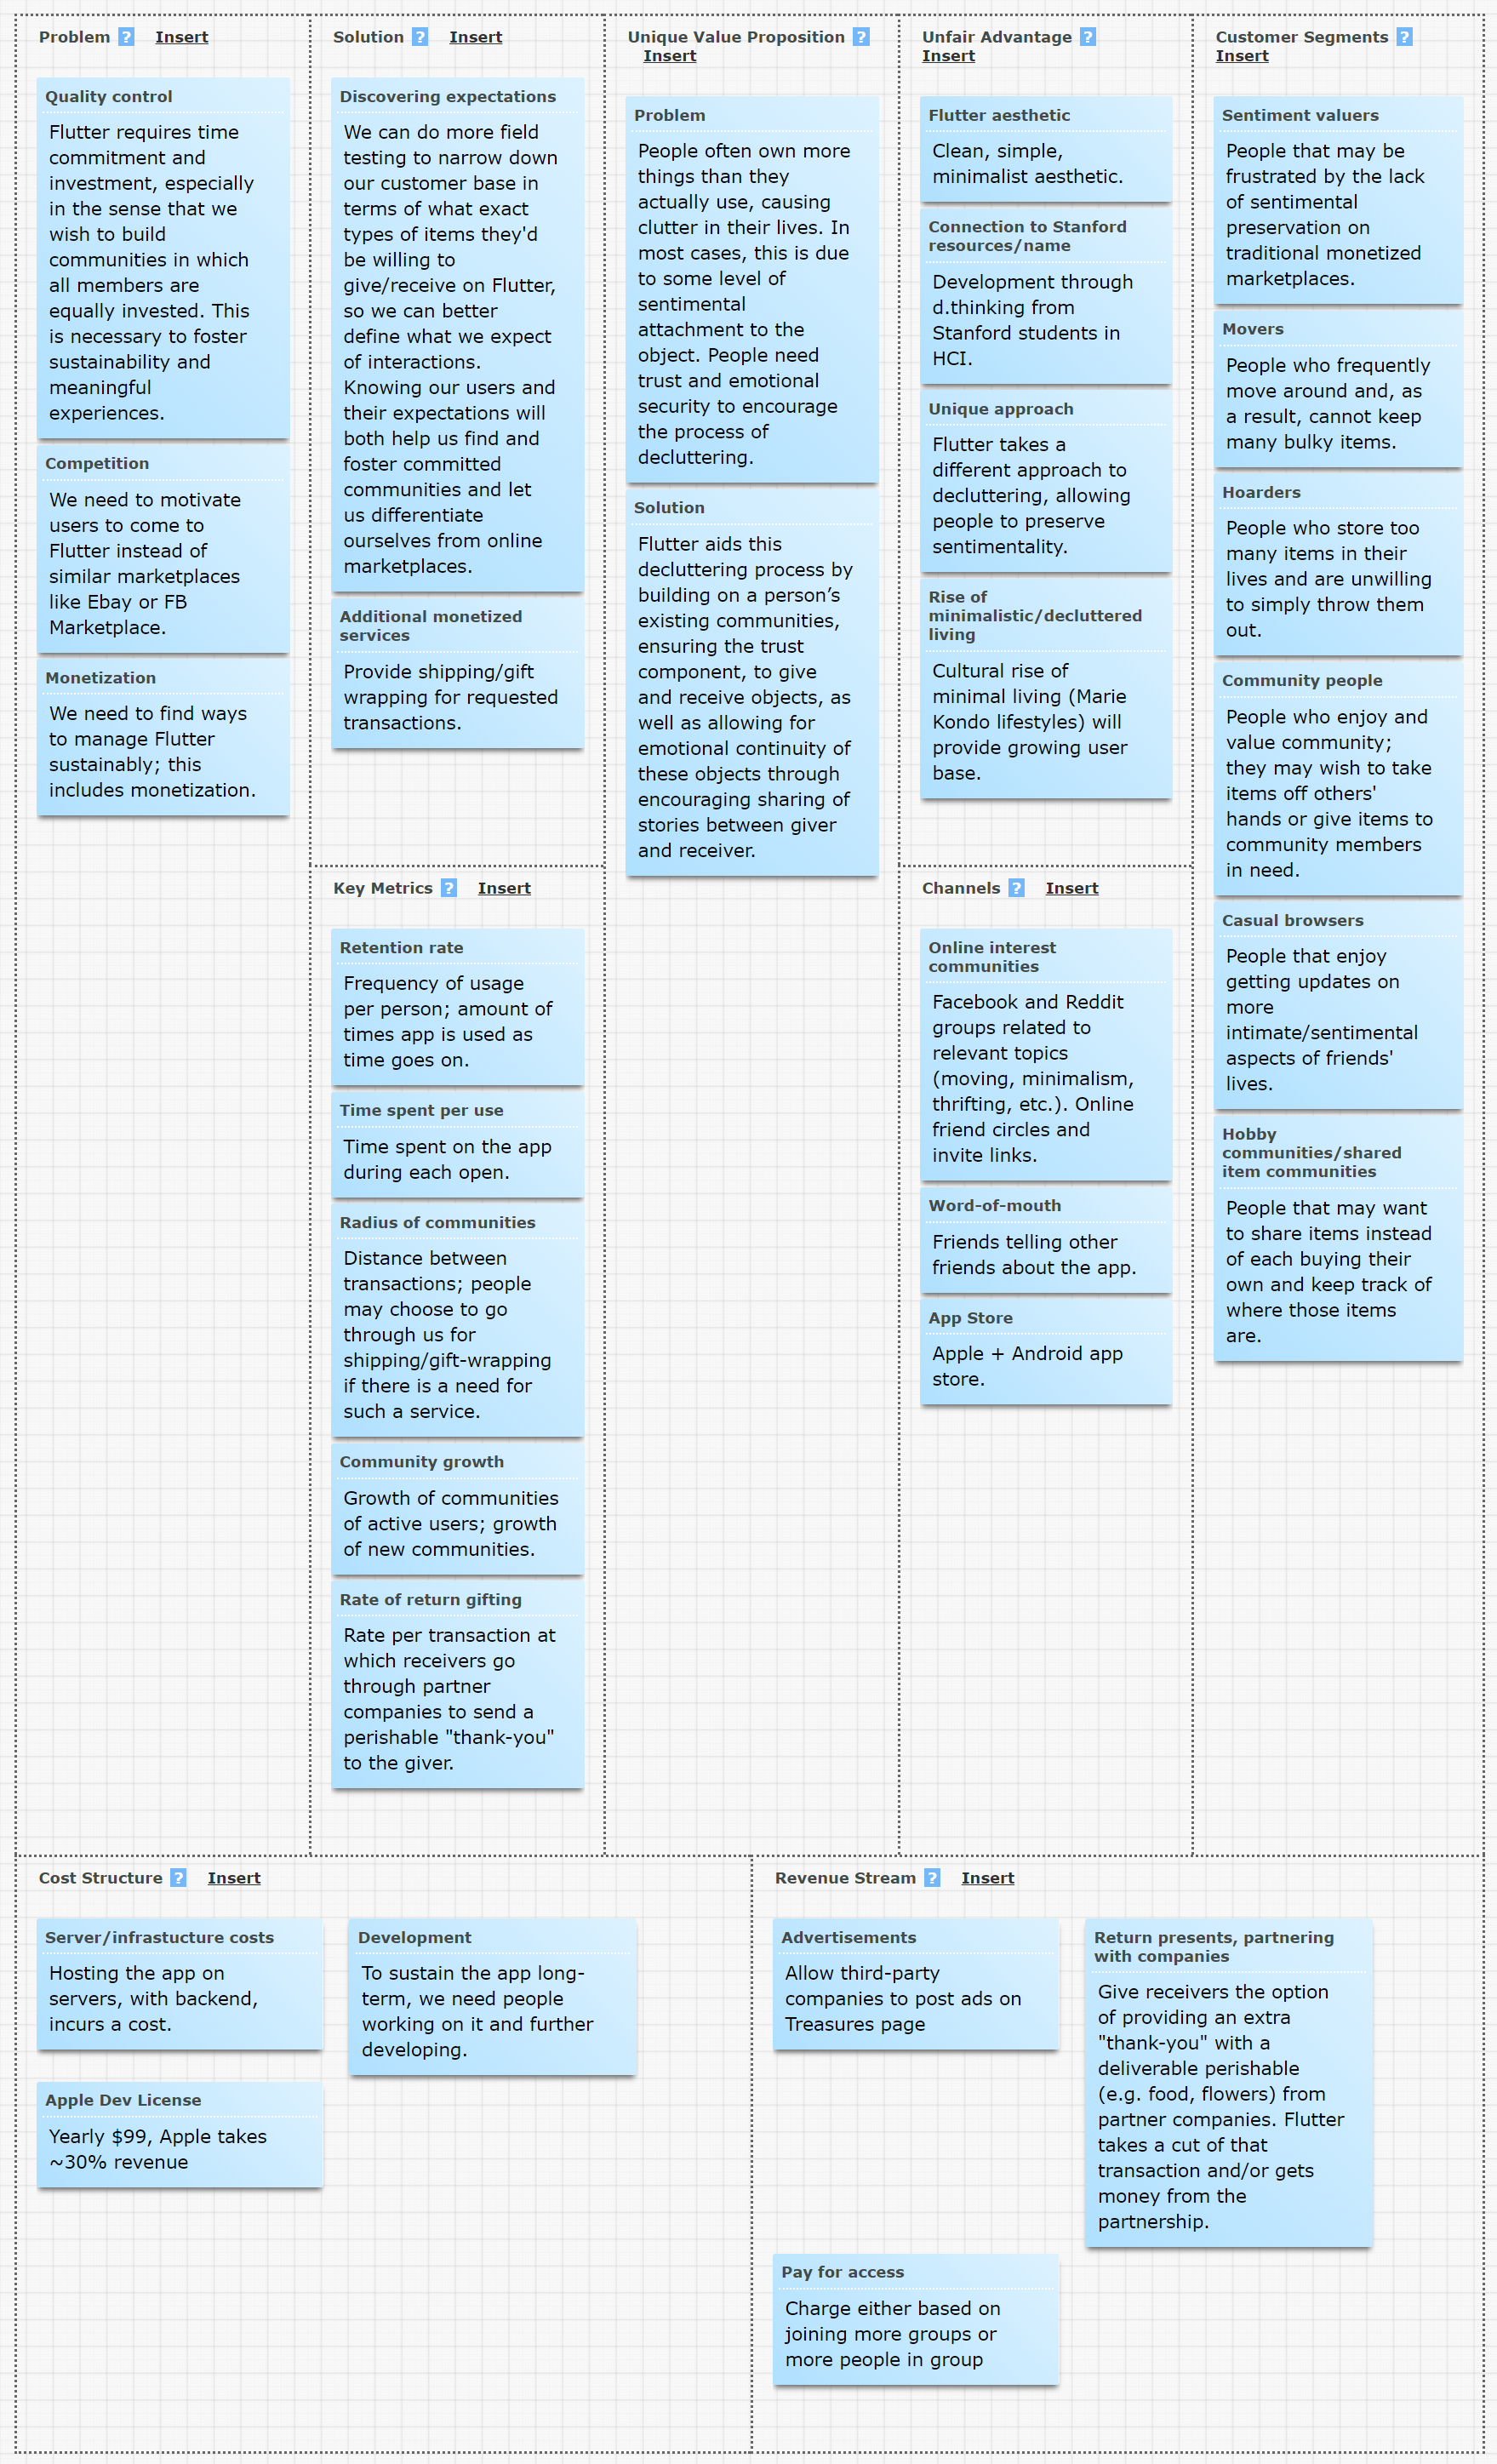 Problem ? Insert
Quality control
Flutter requires time
commitment and
investment, especially
in the sense that we
wish to build
communities in which
all members are
equally invested. This
is necessary to foster
sustainability and
meaningful
experiences.
Competition
We need to motivate
users to come to
Flutter instead of
similar marketplaces
like Ebay or FB
Marketplace.
Monetization
We need to find ways
to manage Flutter
sustainably; this
includes monetization.
Solution ? Insert
Discovering expectations
We can do more field
testing to narrow down
our customer base in
terms of what exact
types of items they'd
be willing to
give/receive on Flutter,
so we can better
define what we expect
of interactions.
Knowing our users and
their expectations will
both help us find and
foster committed
communities and let
us differentiate
ourselves from online
marketplaces.
Additional monetized
services
Provide shipping/gift
wrapping for requested
transactions.
Key Metrics ? Insert
Retention rate
Frequency of usage
per person; amount of
times app is used as
time goes on.
Time spent per use
Time spent on the app
during each open.
Radius of communities
Distance between
transactions; people
may choose to go
through us for
shipping/gift-wrapping
if there is a need for
such a service.
Community growth
Growth of communities
of active users; growth
of new communities.
Rate of return gifting
Rate per transaction at
which receivers go
through partner
companies to send a
perishable "thank-you"
to the giver.
Unique Value Proposition ?
Insert
Problem
People often own more
things than they
actually use, causing
clutter in their lives. In
most cases, this is due
to some level of
sentimental
attachment to the
object. People need
trust and emotional
security to encourage
the process of
decluttering.
Solution
Flutter aids this
decluttering process by
building on a person’s
existing communities,
ensuring the trust
component, to give
and receive objects, as
well as allowing for
emotional continuity of
these objects through
encouraging sharing of
stories between giver
and receiver.
Unfair Advantage ?
Insert
Flutter aesthetic
Clean, simple,
minimalist aesthetic.
Connection to Stanford
resources/name
Development through
d.thinking from
Stanford students in
HCI.
Unique approach
Flutter takes a
different approach to
decluttering, allowing
people to preserve
sentimentality.
Rise of
minimalistic/decluttered
living
Cultural rise of
minimal living (Marie
Kondo lifestyles) will
provide growing user
base.
Channels ? Insert
Online interest
communities
Facebook and Reddit
groups related to
relevant topics
(moving, minimalism,
thrifting, etc.). Online
friend circles and
invite links.
Word-of-mouth
Friends telling other
friends about the app.
App Store
Apple + Android app
store.
Customer Segments ?
Insert
Sentiment valuers
People that may be
frustrated by the lack
of sentimental
preservation on
traditional monetized
marketplaces.
Movers
People who frequently
move around and, as
a result, cannot keep
many bulky items.
Hoarders
People who store too
many items in their
lives and are unwilling
to simply throw them
out.
Community people
People who enjoy and
value community;
they may wish to take
items off others'
hands or give items to
community members
in need.
Casual browsers
People that enjoy
getting updates on
more
intimate/sentimental
aspects of friends'
lives.
Hobby
communities/shared
item communities
People that may want
to share items instead
of each buying their
own and keep track of
where those items
are.
Cost Structure ? Insert
Server/infrastucture costs
Hosting the app on
servers, with backend,
incurs a cost.
Development
To sustain the app long-
term, we need people
working on it and further
developing.
Apple Dev License
Yearly $99, Apple takes
~30% revenue
Revenue Stream ? Insert
Advertisements
Allow third-party
companies to post ads on
Treasures page
Return presents, partnering
with companies
Give receivers the option
of providing an extra
"thank-you" with a
deliverable perishable
(e.g. food, flowers) from
partner companies. Flutter
takes a cut of that
transaction and/or gets
money from the
partnership.
Pay for access
Charge either based on
joining more groups or
more people in group